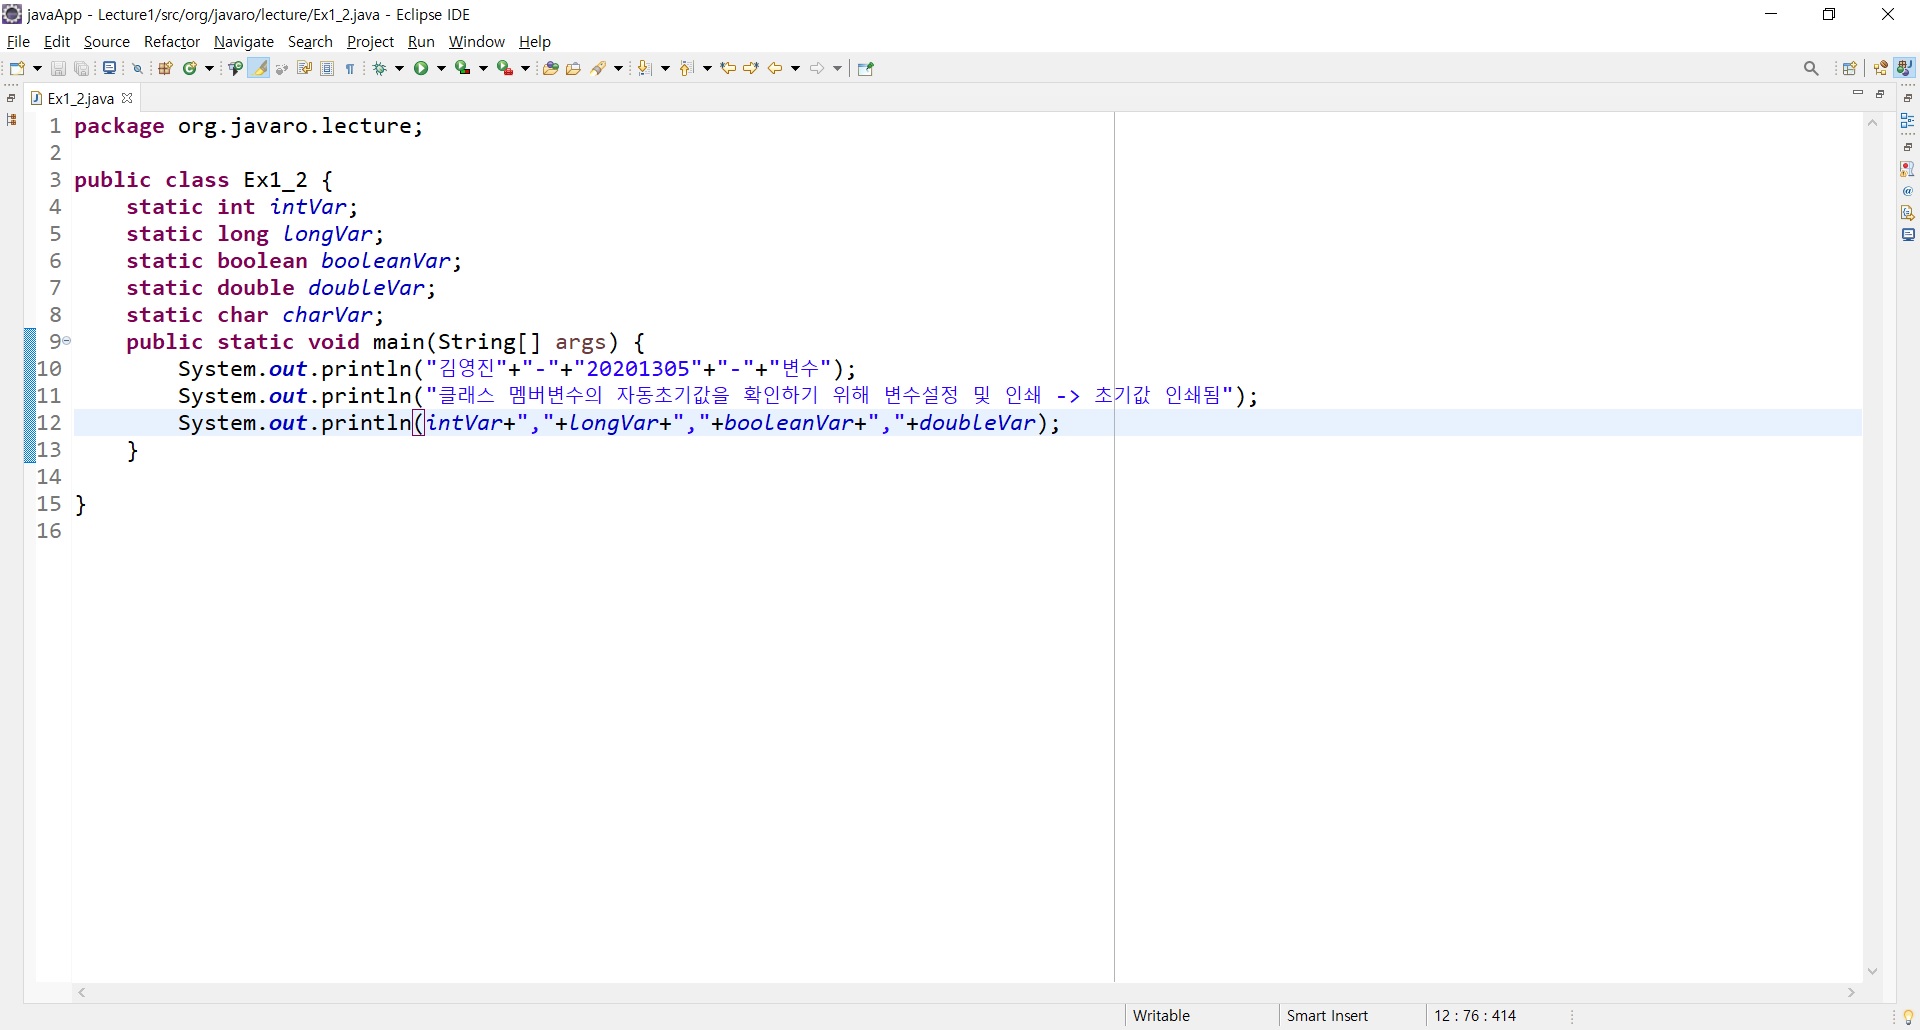 javaApp - Lecture1/src/org/javaro/lecture/Ex1_2.java - Eclipse IDE
File Edit Source Refactor Navigate Search Project Run Window Help
Ex1_2.java
1 package org.javaro.lecture;
2
3 public class Ex1_2 {
4     static int intVar;
5     static long longVar;
6     static boolean booleanVar;
7     static double doubleVar;
8     static char charVar;
9     public static void main(String[] args) {
10         System.out.println("김영진"+"-"+"20201305"+"-"+"변수");
11         System.out.println("클래스 멤버변수의 자동초기값을 확인하기 위해 변수설정 및 인쇄 -> 초기값 인쇄됨");
12         System.out.println(intVar+","+longVar+","+booleanVar+","+doubleVar);
13     }
14
15 }
16
Writable Smart Insert 12 : 76 : 414